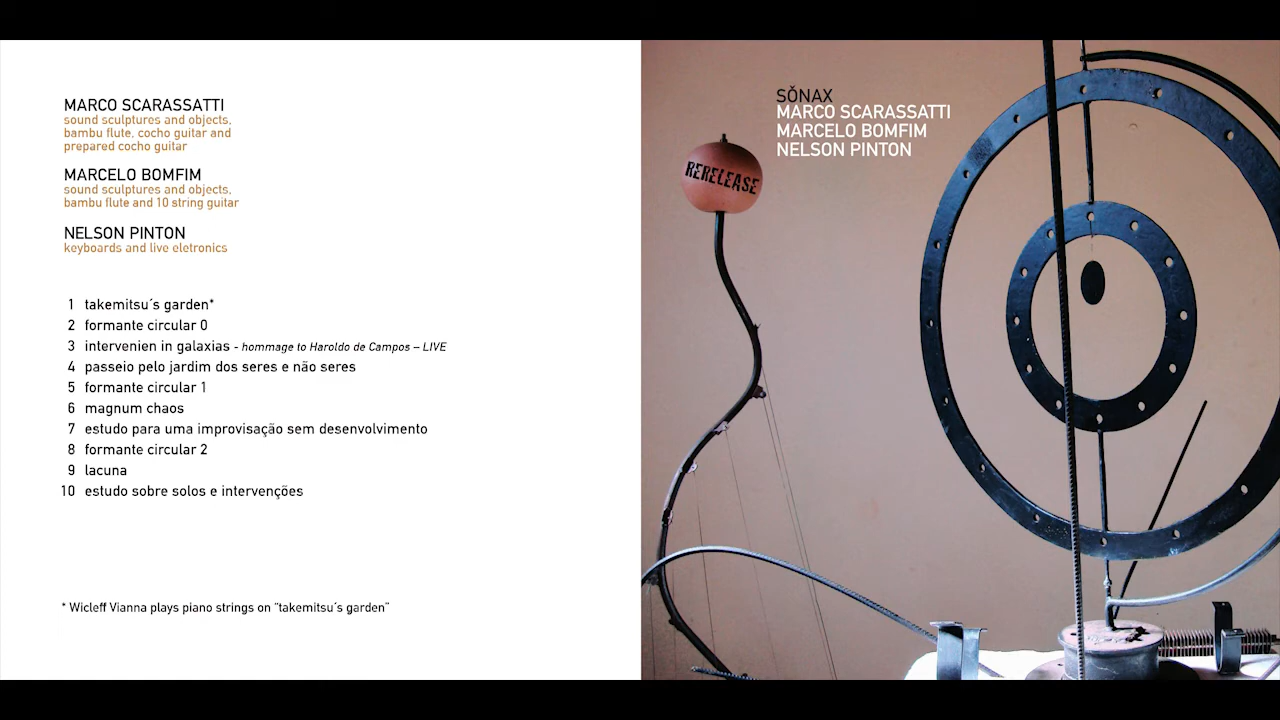 MARCO SCARASSATTI
sound sculptures and objects,
bambu flute, cocho guitar and
prepared cocho guitar
MARCELO BOMFIM
sound sculptures and objects,
bambu flute and 10 string guitar
NELSON PINTON
keyboards and live eletronics
1 takemitsu´s garden*
2 formante circular 0
3 intervenien in galaxias - hommage to Haroldo de Campos – LIVE
4 passeio pelo jardim dos seres e não seres
5 formante circular 1
6 magnum chaos
7 estudo para uma improvisação sem desenvolvimento
8 formante circular 2
9 lacuna
10 estudo sobre solos e intervenções
* Wicleff Vianna plays piano strings on "takemitsu´s garden"
SŎNAX
MARCO SCARASSATTI
MARCELO BOMFIM
NELSON PINTON
RERELEASE